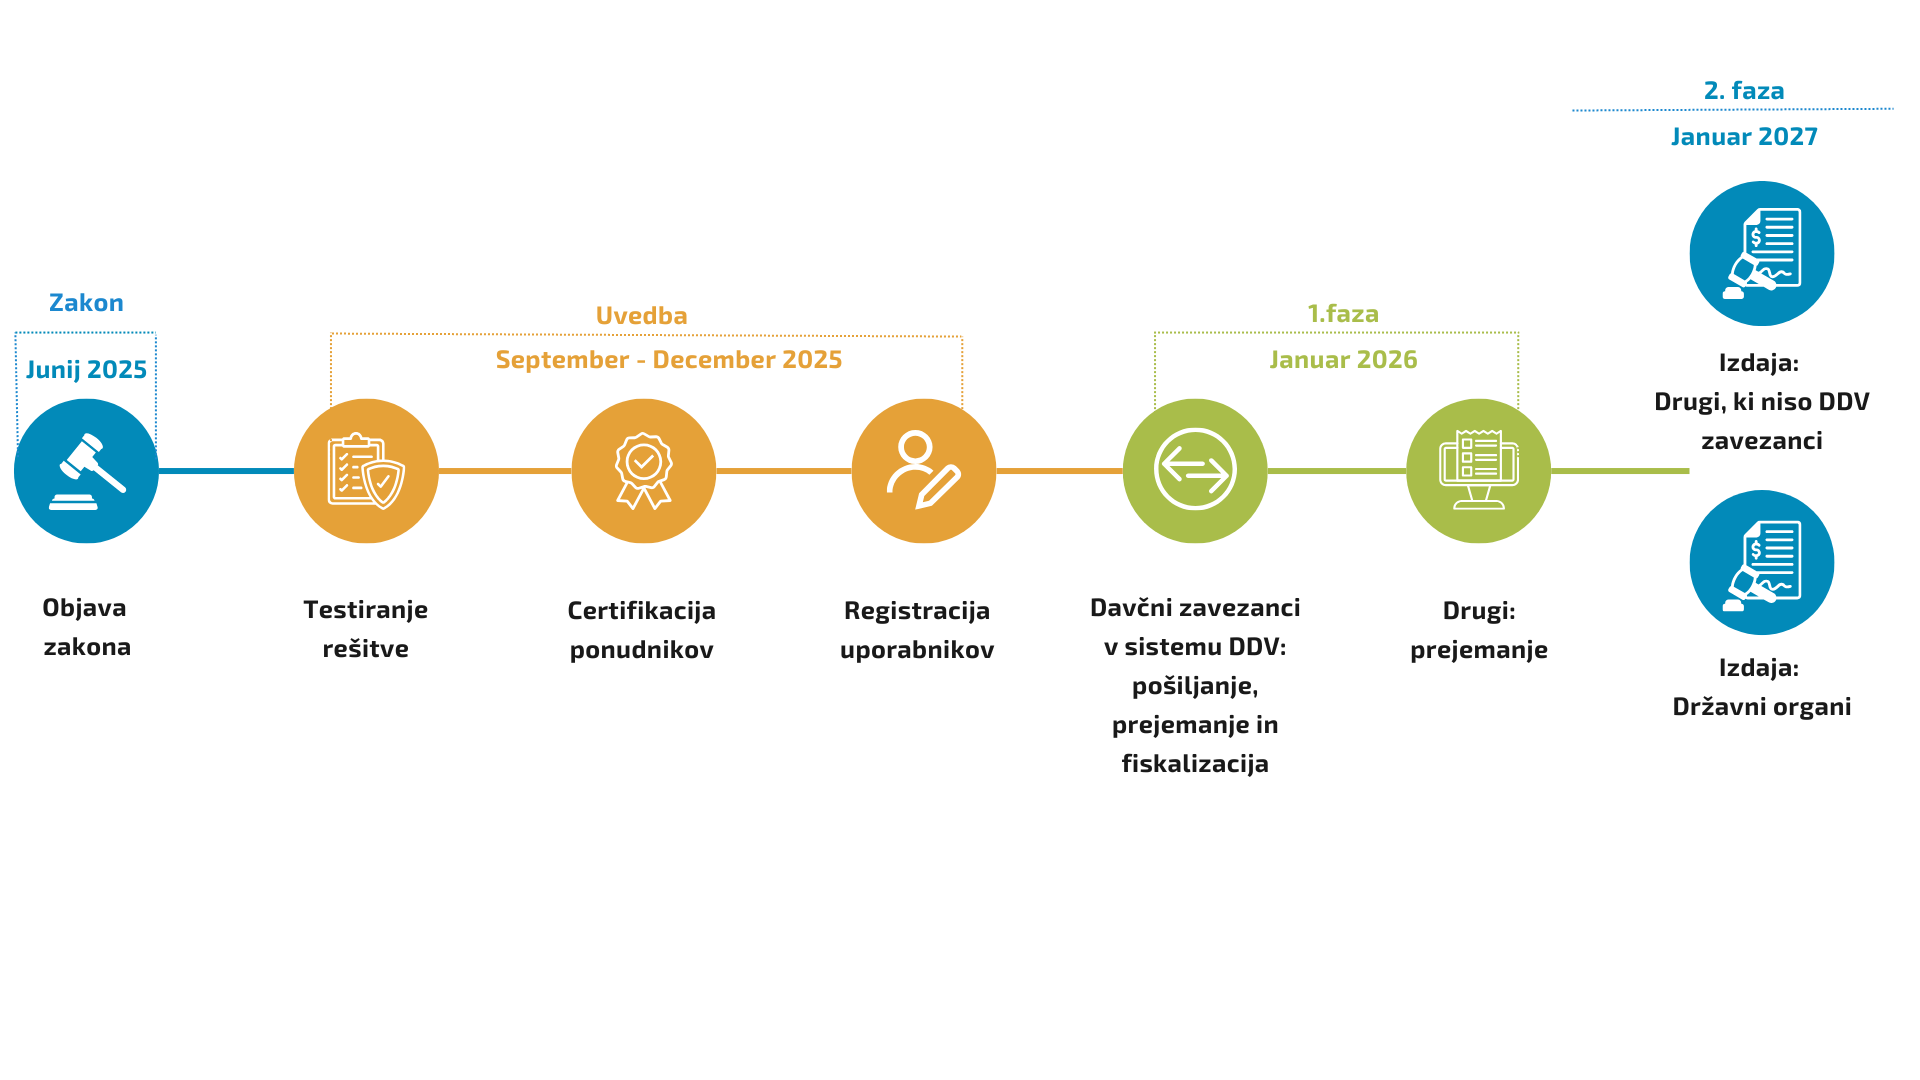 Zakon
Junij 2025
Objava
zakona
Uvedba
September - December 2025
Testiranje
rešitve
Certifikacija
ponudnikov
Registracija
uporabnikov
1.faza
Januar 2026
Davčni zavezanci
v sistemu DDV:
pošiljanje,
prejemanje in
fiskalizacija
Drugi:
prejemanje
2. faza
Januar 2027
$
Izdaja:
Drugi, ki niso DDV
zavezanci
$
Izdaja:
Državni organi